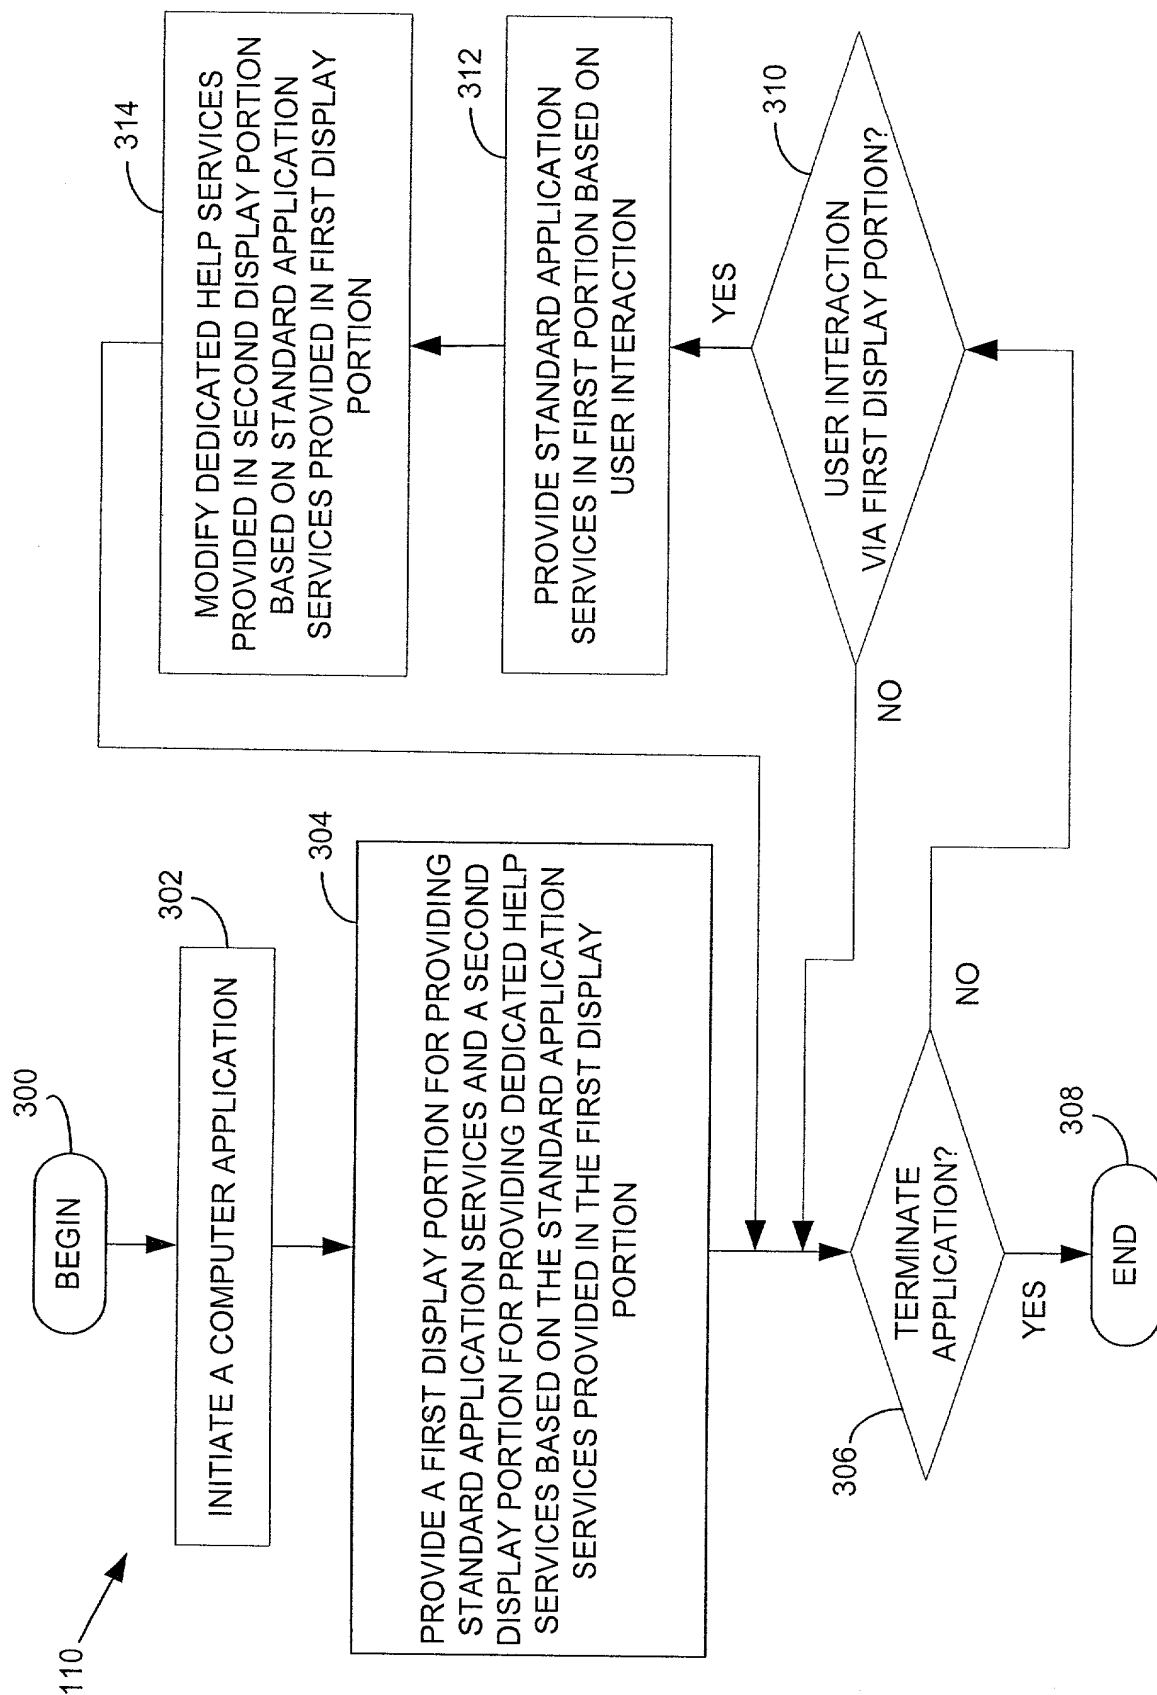 110
300
BEGIN
302
INITIATE A COMPUTER APPLICATION
304
PROVIDE A FIRST DISPLAY PORTION FOR PROVIDING
STANDARD APPLICATION SERVICES AND A SECOND
DISPLAY PORTION FOR PROVIDING DEDICATED HELP
SERVICES BASED ON THE STANDARD APPLICATION
SERVICES PROVIDED IN THE FIRST DISPLAY
PORTION
306
TERMINATE
APPLICATION?
NO
YES
308
END
310
USER INTERACTION
VIA FIRST DISPLAY PORTION?
NO
YES
312
PROVIDE STANDARD APPLICATION
SERVICES IN FIRST PORTION BASED ON
USER INTERACTION
314
MODIFY DEDICATED HELP SERVICES
PROVIDED IN SECOND DISPLAY PORTION
BASED ON STANDARD APPLICATION
SERVICES PROVIDED IN FIRST DISPLAY
PORTION